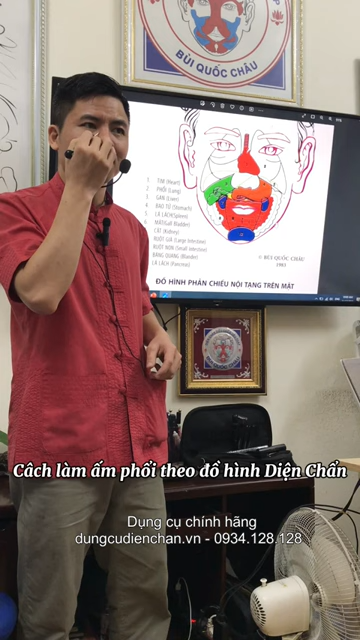 BÙI QUỐC CHÂU
TIM (Heart)
PHỔI (Lung)
GAN (Liver)
BAO TỬ (Stomach)
LÁ LÁCH(Spleen)
MẬT(Gall Bladder)
CẬT (Kidney)
RUỘT GIÀ (Large Intestine)
RUỘT NON (Small intestine)
BÀNG QUANG (Bladder)
LÁ LÁCH (Pancreas)
© BÙI QUỐC CHÂU
1983
ĐỒ HÌNH PHẢN CHIẾU NỘI TẠNG TRÊN MẶT
Cách làm ấm phổi theo đồ hình Diện Chẩn
Dụng cụ chính hãng
dungcudienchan.vn - 0934.128.128